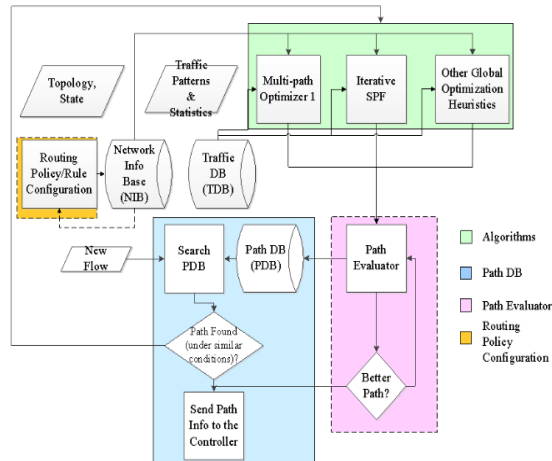 Topology,
State
Traffic
Patterns
&
Statistics
Multi-path
Optimizer 1
Iterative
SPF
Other Global
Optimization
Heuristics
Routing
Policy/Rule
Configuration
Network
Info
Base
(NIB)
Traffic
DB
(TDB)
New
Flow
Search
PDB
Path DB
(PDB)
Path
Evaluator
Path Found
(under similar
conditions)?
Better
Path?
Send Path
Info to the
Controller
Algorithms
Path DB
Path Evaluator
Routing
Policy
Configuration